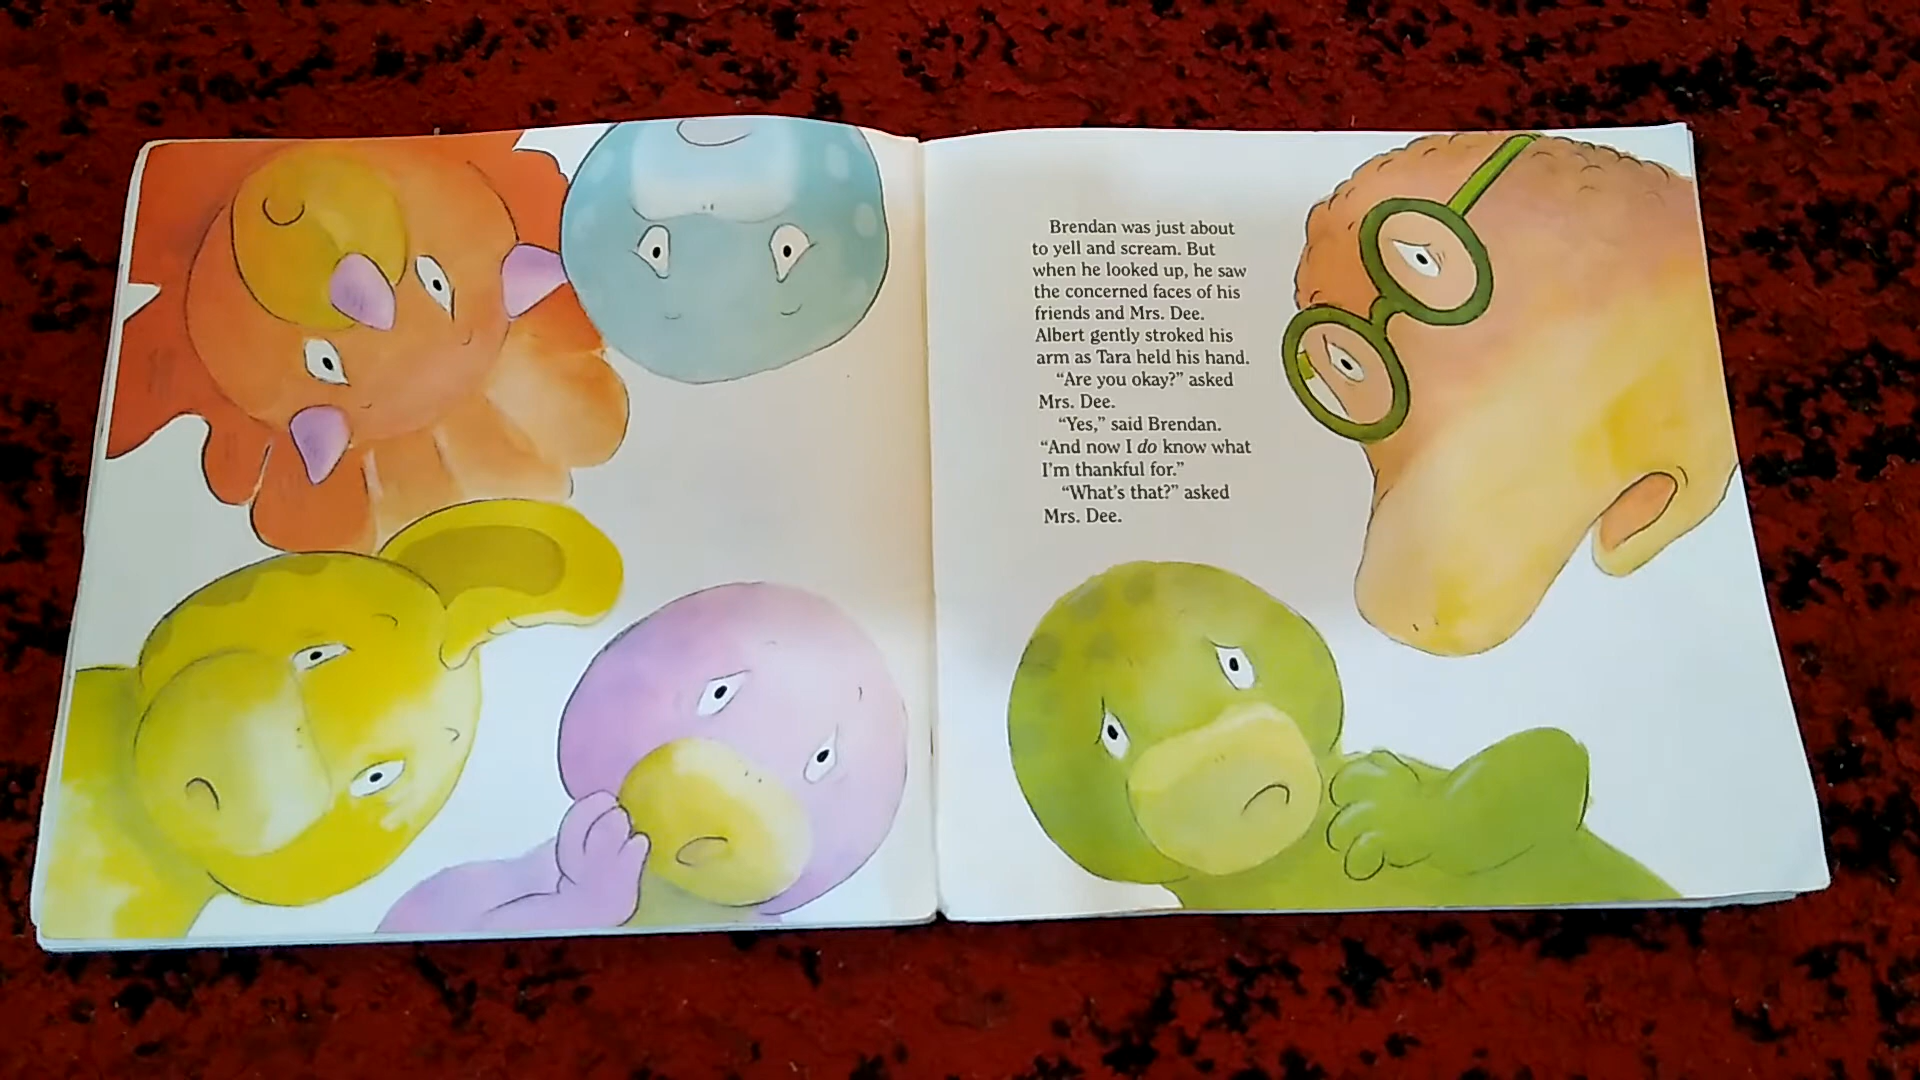 Brendan was just about
to yell and scream. But
when he looked up, he saw
the concerned faces of his
friends and Mrs. Dee.
Albert gently stroked his
arm as Tara held his hand.
“Are you okay?” asked
Mrs. Dee.
“Yes,” said Brendan.
“And now I do know what
I’m thankful for.”
“What’s that?” asked
Mrs. Dee.